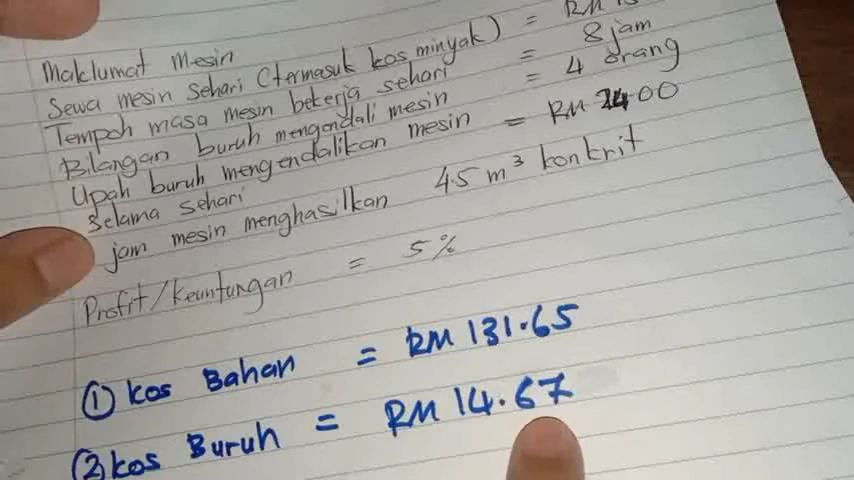 Maklumat Mesin
Sewa mesin sehari (termasuk kos minyak) = RM
Tempoh masa mesin bekerja sehari = 8 jam
Bilangan buruh mengendali mesin = 4 orang
Upah buruh mengendalikan mesin = RM 00
Selama sehari
jam mesin menghasilkan 4.5 m³ konkrit
Profit/Keuntungan = 5%
① Kos Bahan = RM 131.65
② Kos Buruh = RM 14.67